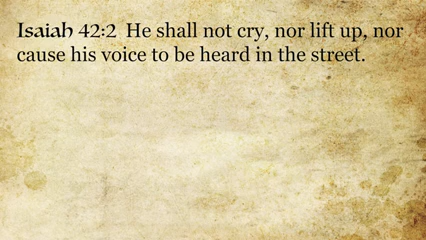 Isaiah 42:2 He shall not cry, nor lift up, nor
cause his voice to be heard in the street.